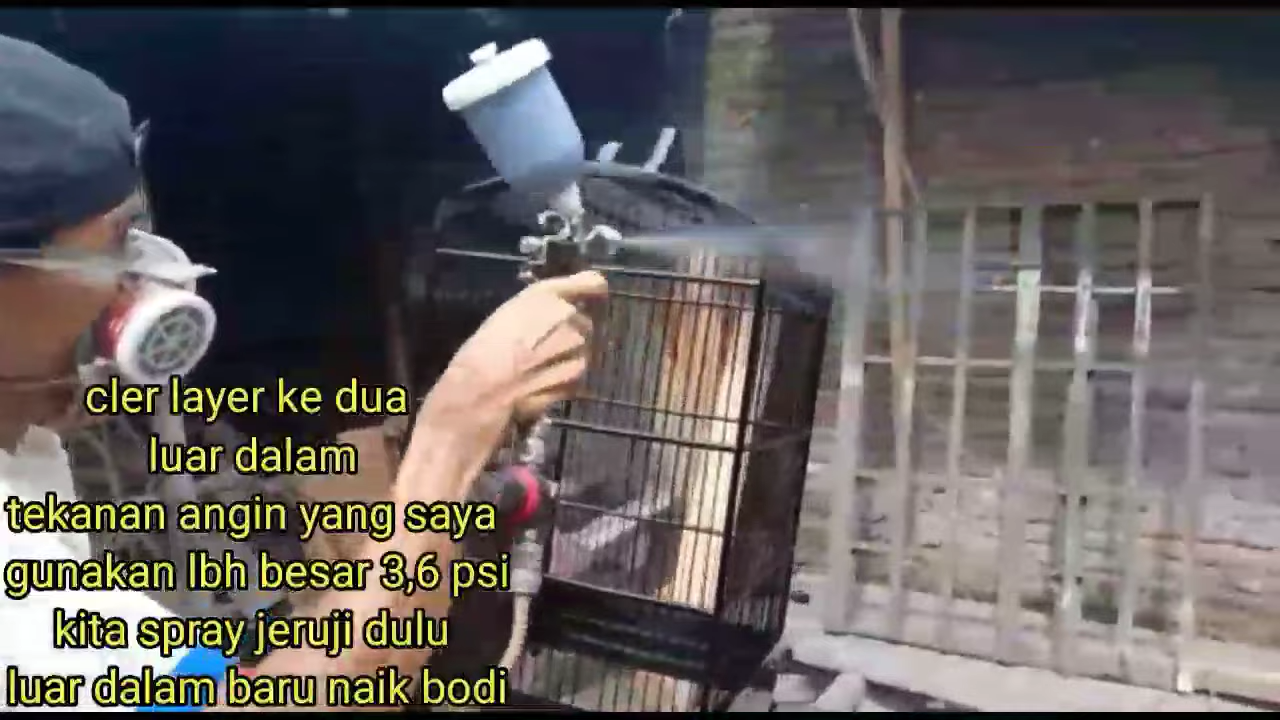 cler layer ke dua
luar dalam
tekanan angin yang saya
gunakan lbh besar 3,6 psi
kita spray jeruji dulu
luar dalam baru naik bodi